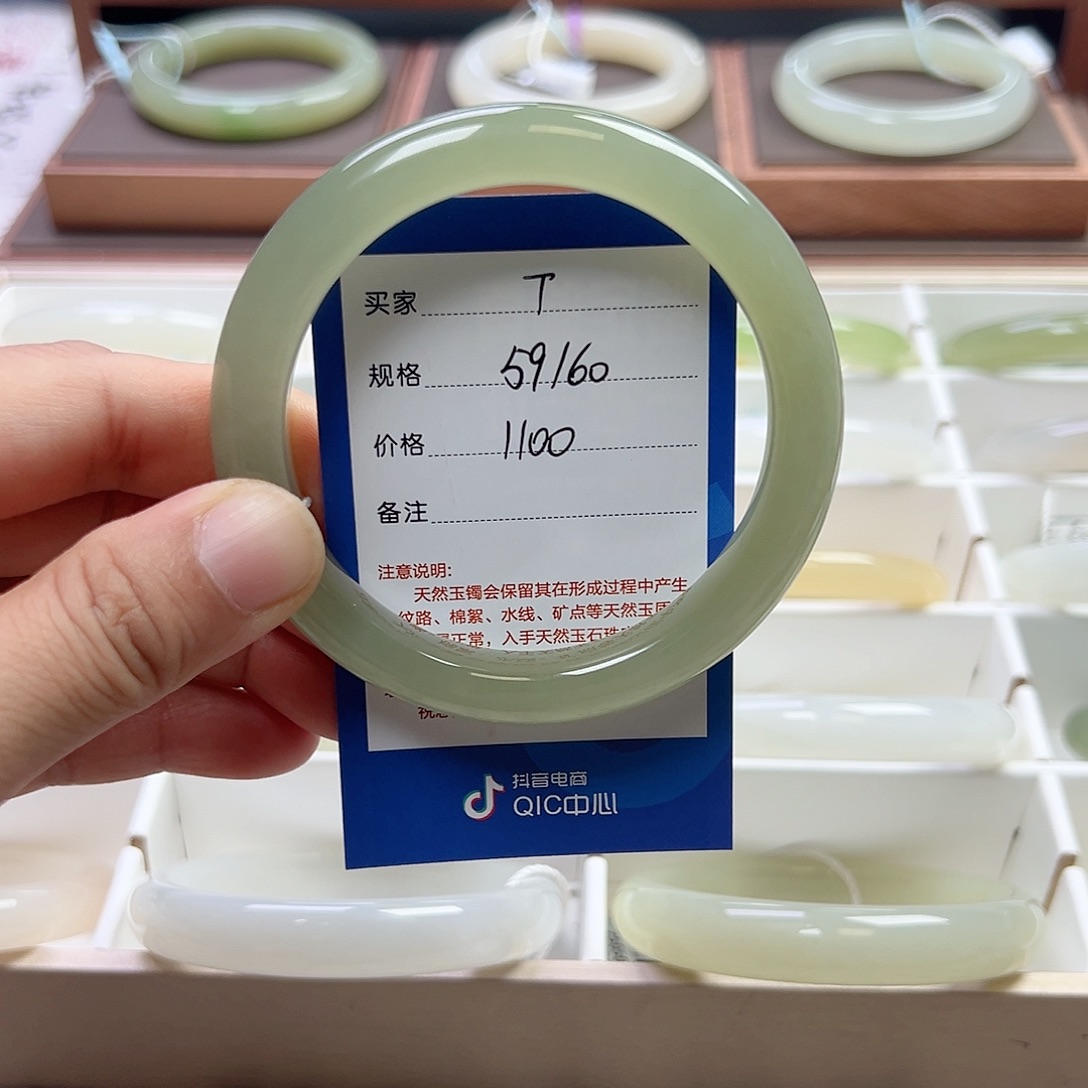 买家 T
规格 59/60
价格 1100
备注
注意说明:
天然玉镯会保留其在形成过程中产生
纹路、棉絮、水线、矿点等天然玉质
正常，入手天然玉石珠
祝
抖音电商
QIC中心